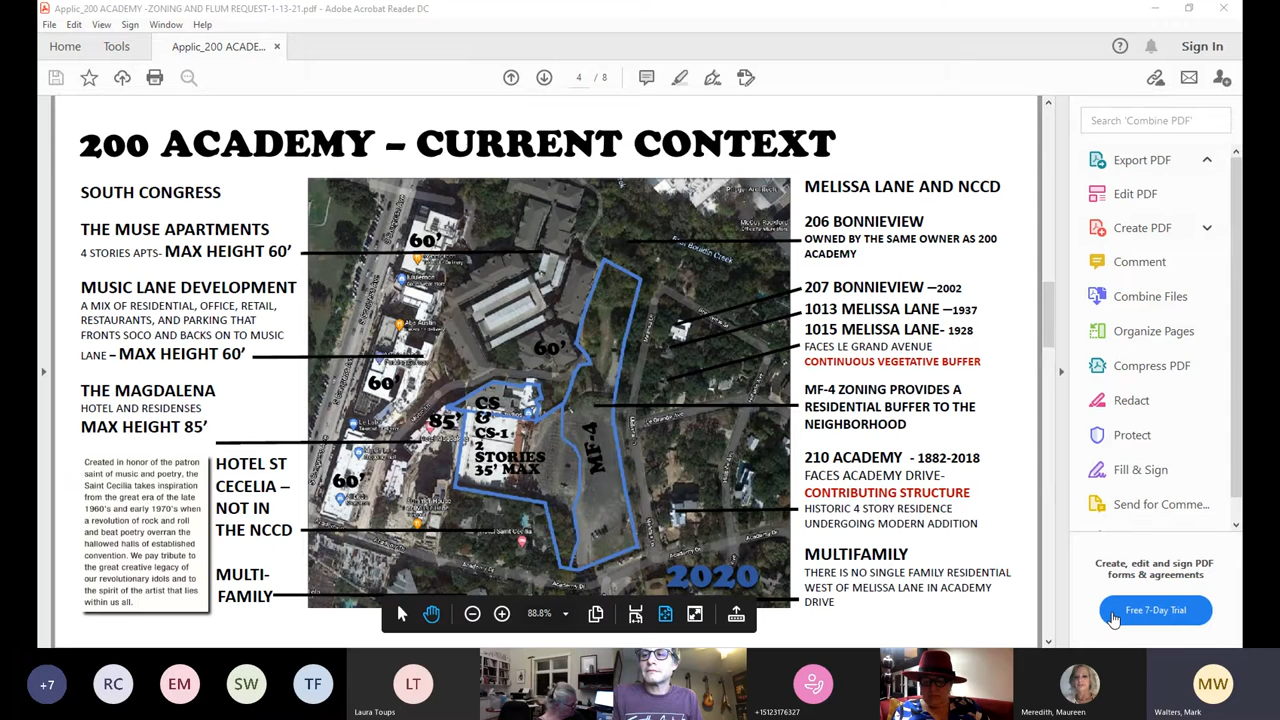 Applic_200 ACADEMY -ZONING AND FLUM REQUEST-1-13-21.pdf - Adobe Acrobat Reader DC
File Edit View Sign Window Help
Home Tools Applic_200 ACADE... × Sign In
4 / 8
200 ACADEMY – CURRENT CONTEXT
SOUTH CONGRESS
THE MUSE APARTMENTS
4 STORIES APTS- MAX HEIGHT 60’
MUSIC LANE DEVELOPMENT
A MIX OF RESIDENTIAL, OFFICE, RETAIL,
RESTAURANTS, AND PARKING THAT
FRONTS SOCO AND BACKS ON TO MUSIC
LANE – MAX HEIGHT 60’
THE MAGDALENA
HOTEL AND RESIDENSES
MAX HEIGHT 85’
Created in honor of the patron
saint of music and poetry, the
Saint Cecilia takes inspiration
from the great era of the late
1960's and early 1970's when
a revolution of rock and roll
and beat poetry overran the
hallowed halls of established
convention. We pay tribute to
the great creative legacy of
our revolutionary idols and to
the spirit of the artist that lies
within us all.
HOTEL ST
CECELIA –
NOT IN
THE NCCD
MULTI-
FAMILY
60’
60’
60’
60’
85’
CS
&
CS-1
2
STORIES
35’ MAX
MF-4
Academy Dr
2020
MELISSA LANE AND NCCD
206 BONNIEVIEW
OWNED BY THE SAME OWNER AS 200
ACADEMY
207 BONNIEVIEW –2002
1013 MELISSA LANE –1937
1015 MELISSA LANE- 1928
FACES LE GRAND AVENUE
CONTINUOUS VEGETATIVE BUFFER
MF-4 ZONING PROVIDES A
RESIDENTIAL BUFFER TO THE
NEIGHBORHOOD
210 ACADEMY - 1882-2018
FACES ACADEMY DRIVE-
CONTRIBUTING STRUCTURE
HISTORIC 4 STORY RESIDENCE
UNDERGOING MODERN ADDITION
MULTIFAMILY
THERE IS NO SINGLE FAMILY RESIDENTIAL
WEST OF MELISSA LANE IN ACADEMY
DRIVE
88.8%
Search 'Combine PDF'
Export PDF
Edit PDF
Create PDF
Comment
Combine Files
Organize Pages
Compress PDF
Redact
Protect
Fill & Sign
Send for Comme...
Create, edit and sign PDF
forms & agreements
Free 7-Day Trial
+7 RC EM SW TF LT MW
Laura Toups
+15123176327
Meredith, Maureen
Walters, Mark